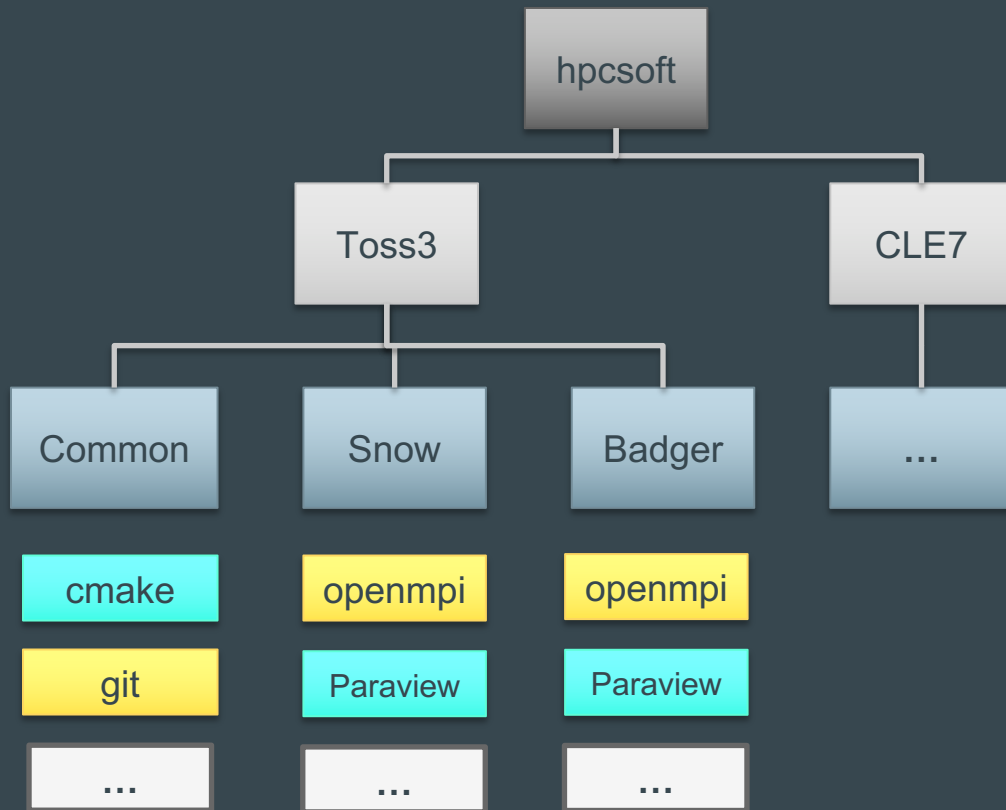 hpcsoft
Toss3
CLE7
Common
Snow
Badger
...
cmake
openmpi
openmpi
git
Paraview
Paraview
...
...
...